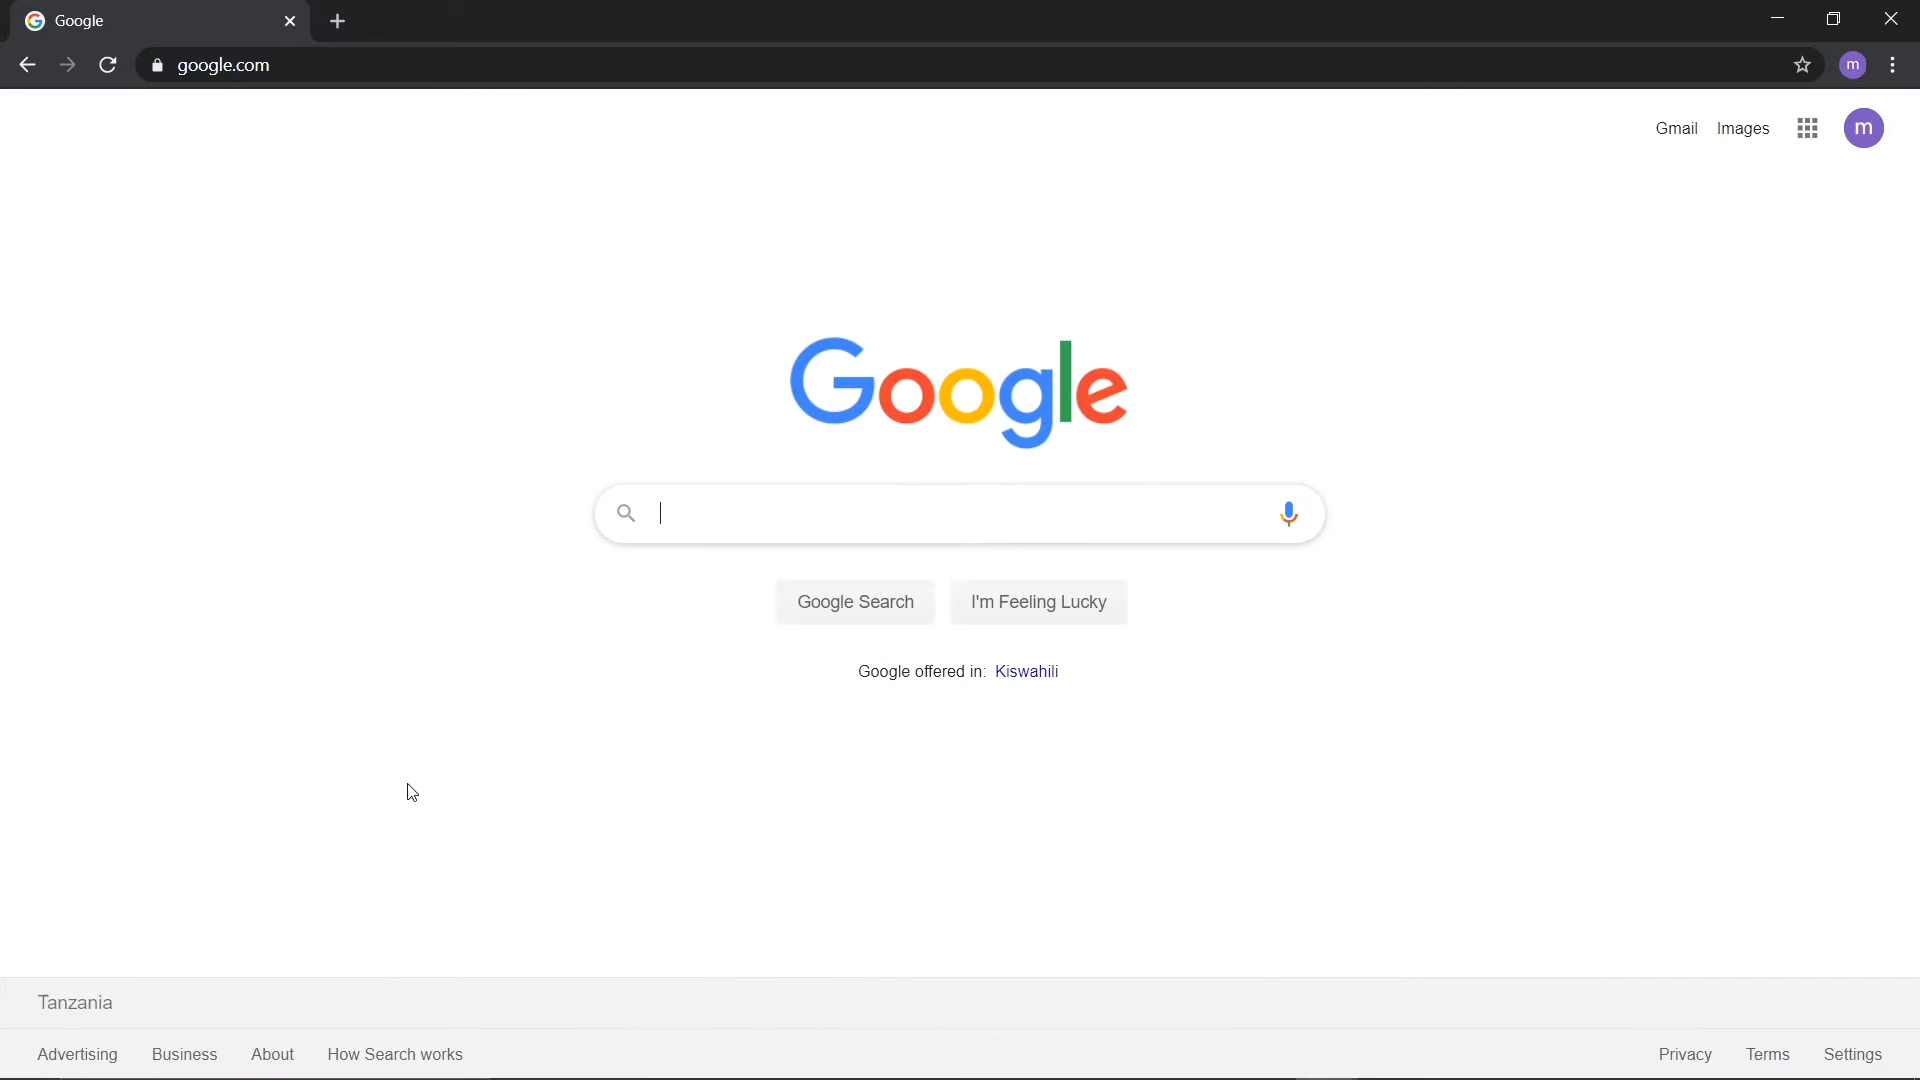 Google
google.com
m
Gmail Images
m
Google
Google Search I'm Feeling Lucky
Google offered in: Kiswahili
Tanzania
Advertising Business About How Search works
Privacy Terms Settings